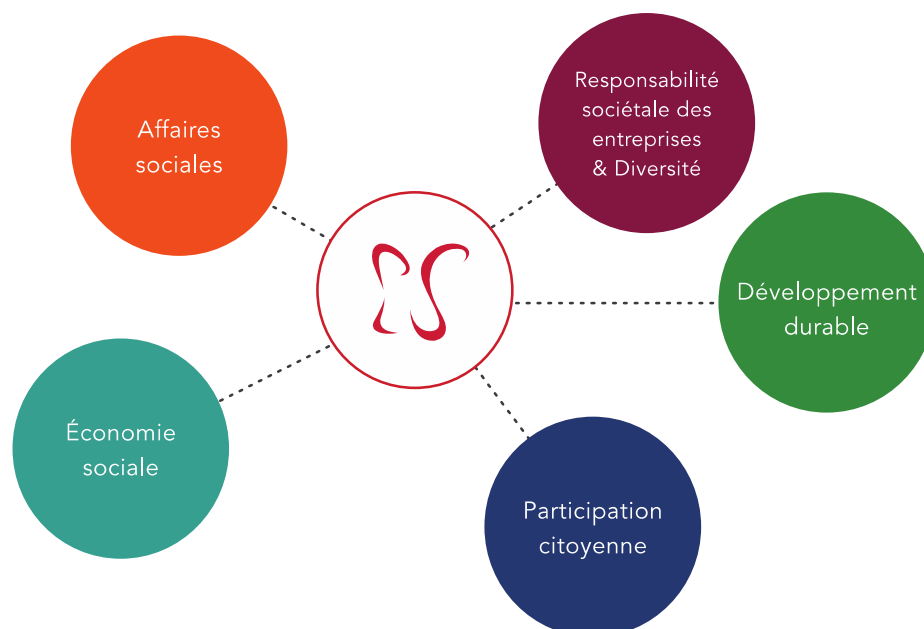 Affaires
sociales
Responsabilité
sociétale des
entreprises
& Diversité
Développement
durable
Économie
sociale
Participation
citoyenne